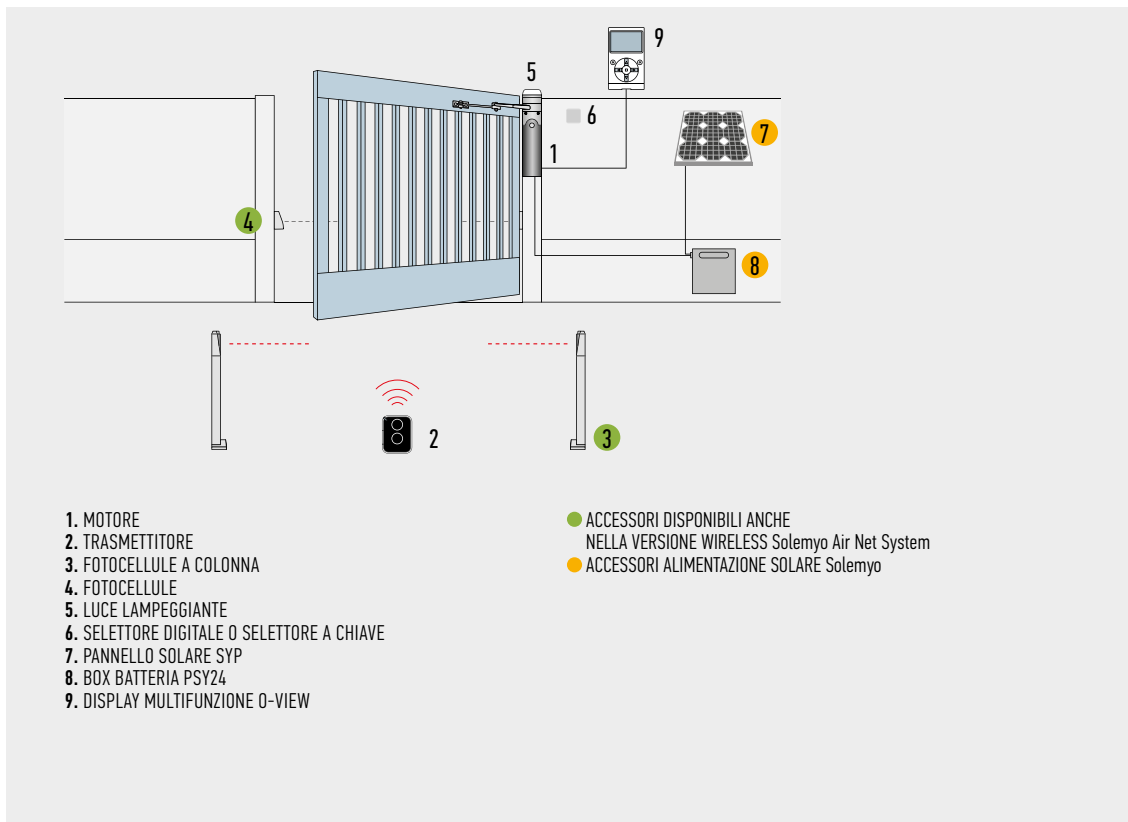 9
5
6
7
1
4
8
2
3
1. MOTORE
2. TRASMETTITORE
3. FOTOCELLULE A COLONNA
4. FOTOCELLULE
5. LUCE LAMPEGGIANTE
6. SELETTORE DIGITALE O SELETTORE A CHIAVE
7. PANNELLO SOLARE SYP
8. BOX BATTERIA PSY24
9. DISPLAY MULTIFUNZIONE O-VIEW
ACCESSORI DISPONIBILI ANCHE
NELLA VERSIONE WIRELESS Solemyo Air Net System
ACCESSORI ALIMENTAZIONE SOLARE Solemyo